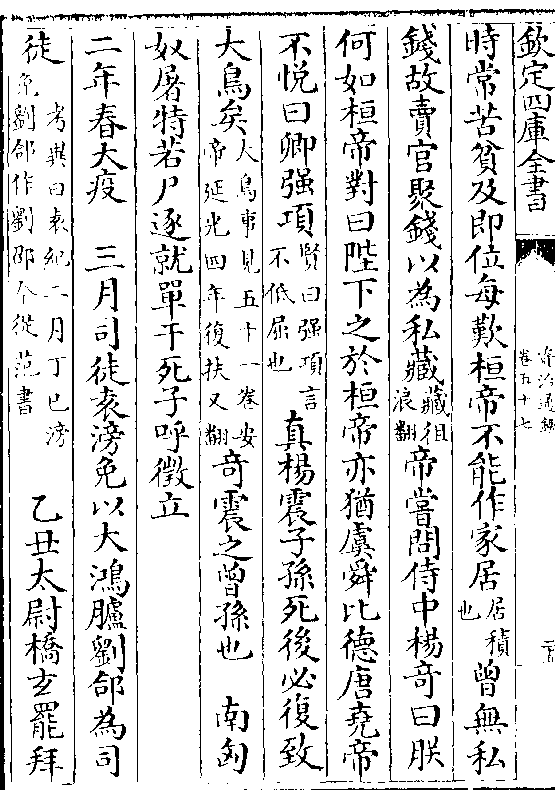 欽定四庫全書
卷五十七
時常苦貧及即位每歎桓帝不能作家居居積也曾無私
錢故賣官聚錢以為私藏藏徂浪翻帝嘗問侍中楊奇曰朕
何如桓帝對曰陛下之於桓帝亦猶虞舜比德唐堯帝
不悅曰卿强項賢曰强項言不低屈也真楊震子孫死後必復致
大鳥矣大鳥事見五十一卷安帝延光四年復扶又翻奇震之曾孫也　南匈
奴屠特若尸逐就單于死子呼徵立
二年春大疫　三月司徒袁滂免以大鴻臚劉郃為司
徒考異曰袁紀二月丁巳滂免劉郃作劉邵今從范書　乙丑太尉橋玄罷拜